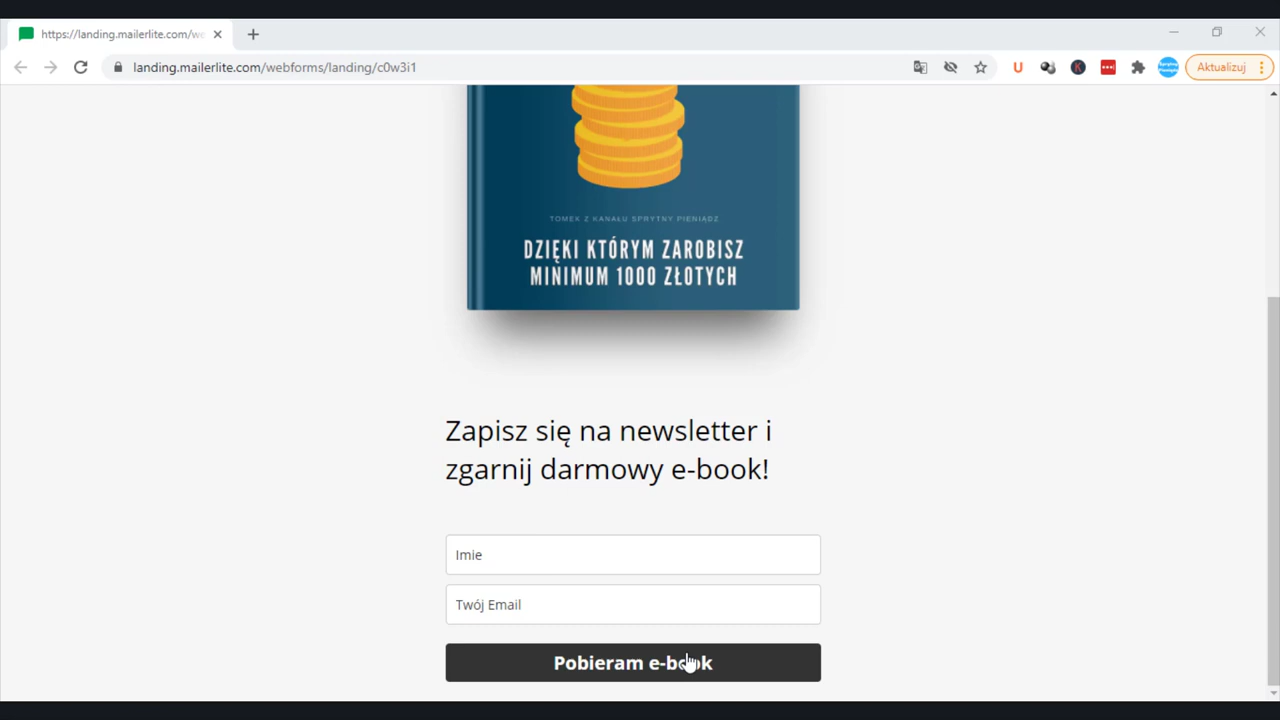 https://landing.mailerlite.com/we
landing.mailerlite.com/webforms/landing/c0w3i1
U
K
Aktualizuj
TOMEK Z KANAŁU SPRYTNY PIENIĄDZ
DZIĘKI KTÓRYM ZAROBISZ
MINIMUM 1000 ZŁOTYCH
Zapisz się na newsletter i
zgarnij darmowy e-book!
Imie
Twój Email
Pobieram e-book